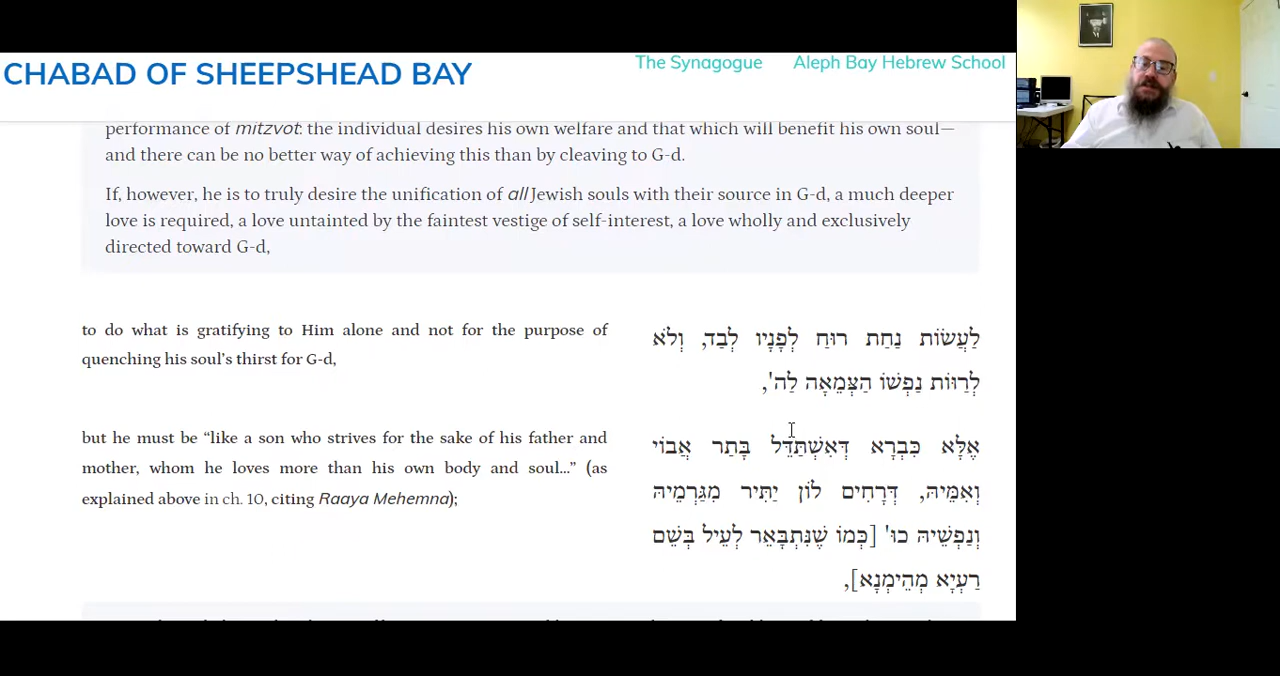 CHABAD OF SHEEPSHEAD BAY
The Synagogue Aleph Bay Hebrew School
performance of mitzvot: the individual desires his own welfare and that which will benefit his own soul—
and there can be no better way of achieving this than by cleaving to G-d.
If, however, he is to truly desire the unification of all Jewish souls with their source in G-d, a much deeper
love is required, a love untainted by the faintest vestige of self-interest, a love wholly and exclusively
directed toward G-d,
to do what is gratifying to Him alone and not for the purpose of
quenching his soul’s thirst for G-d,
לַעֲשׂוֹת נַחַת רוּחַ לְפָנָיו לְבַד, וְלֹא
לְרַוּוֹת נַפְשׁוֹ הַצְּמֵאָה לַה',
but he must be “like a son who strives for the sake of his father and
mother, whom he loves more than his own body and soul...” (as
explained above in ch. 10, citing Raaya Mehemna);
אֶלָּא כִּבְרָא דְּאִשְׁתַּדֵּל בָּתַר אֲבוֹי
וְאִמֵּיהּ, דְּרָחִים לוֹן יַתִּיר מִגַּרְמֵיהּ
וְנַפְשֵׁיהּ כוּ' [כְּמוֹ שֶׁנִּתְבָּאֵר לְעֵיל בְּשֵׁם
רַעְיָא מְהֵימְנָא],